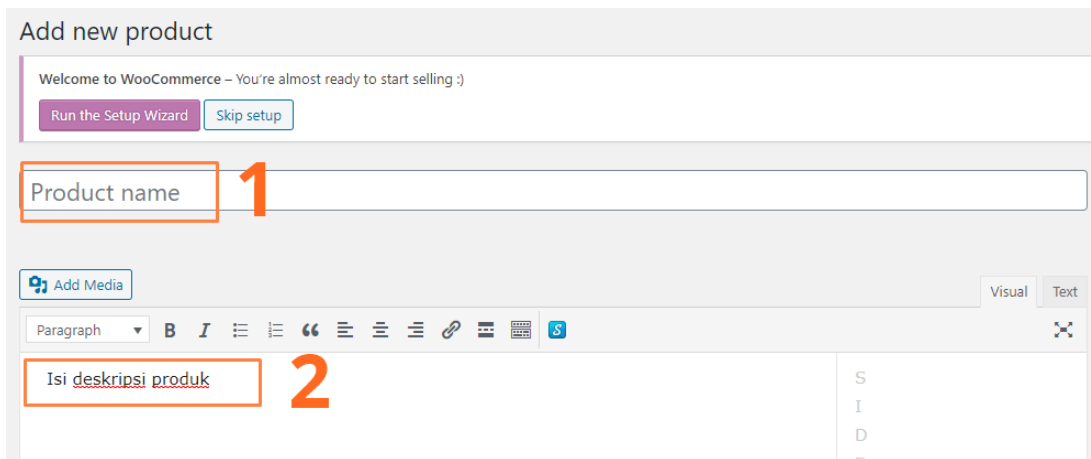 Add new product
Welcome to WooCommerce – You're almost ready to start selling :)
Run the Setup Wizard Skip setup
Product name 1
Add Media
Visual Text
Paragraph B I S
Isi deskripsi produk 2
S
I
D